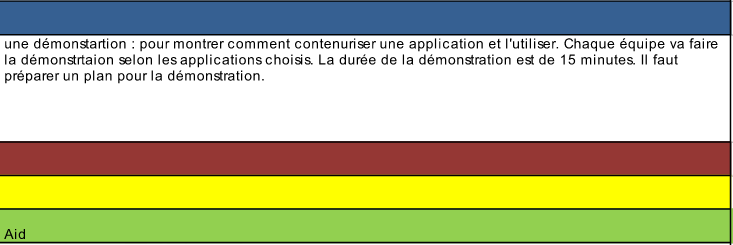 une démonstartion : pour montrer comment contenuriser une application et l'utiliser. Chaque équipe va faire
la démonstrtaion selon les applications choisis. La durée de la démonstration est de 15 minutes. Il faut
préparer un plan pour la démonstration.
Aid